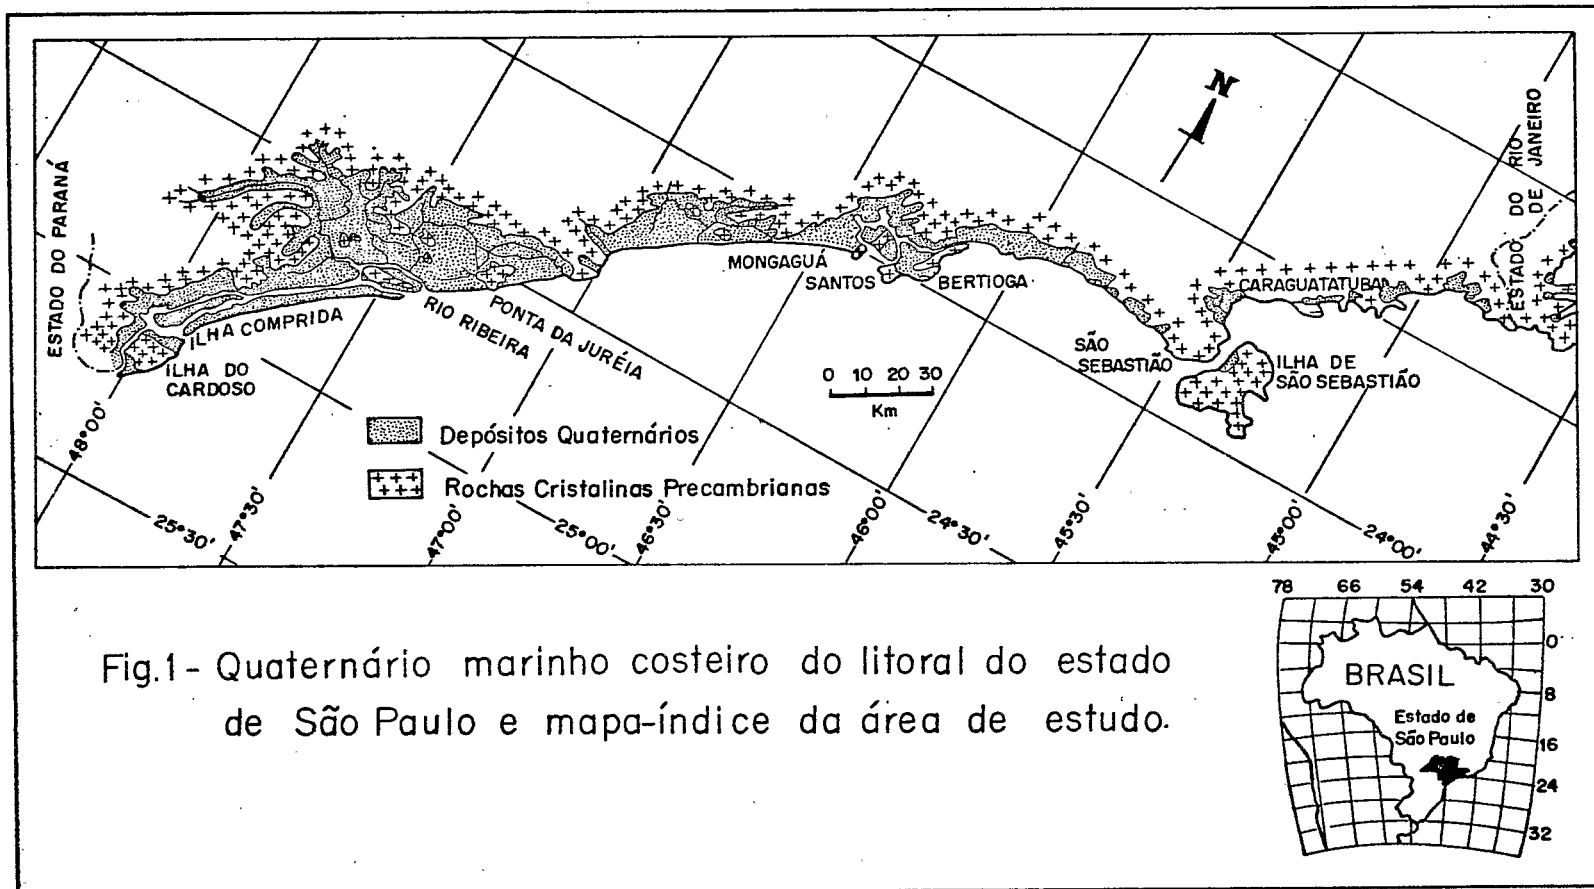 N
ESTADO DO PARANÁ
ESTADO DO RIO
DE JANEIRO
MONGAGUÁ
SANTOS
BERTIOGA
CARAGUATATUBA
ILHA COMPRIDA
RIO RIBEIRA
PONTA DA JURÉIA
ILHA DO
CARDOSO
SÃO
SEBASTIÃO
ILHA DE
SÃO SEBASTIÃO
0 10 20 30
Km
Depósitos Quaternários
Rochas Cristalinas Precambrianas
48°00'
25°30'
47°30'
47°00'
25°00'
46°30'
46°00'
24°30'
45°30'
45°00'
24°00'
44°30'
Fig.1- Quaternário marinho costeiro do litoral do estado
de São Paulo e mapa-índice da área de estudo.
78 66 54 42 30
0
BRASIL
8
Estado de
São Paulo
16
24
32